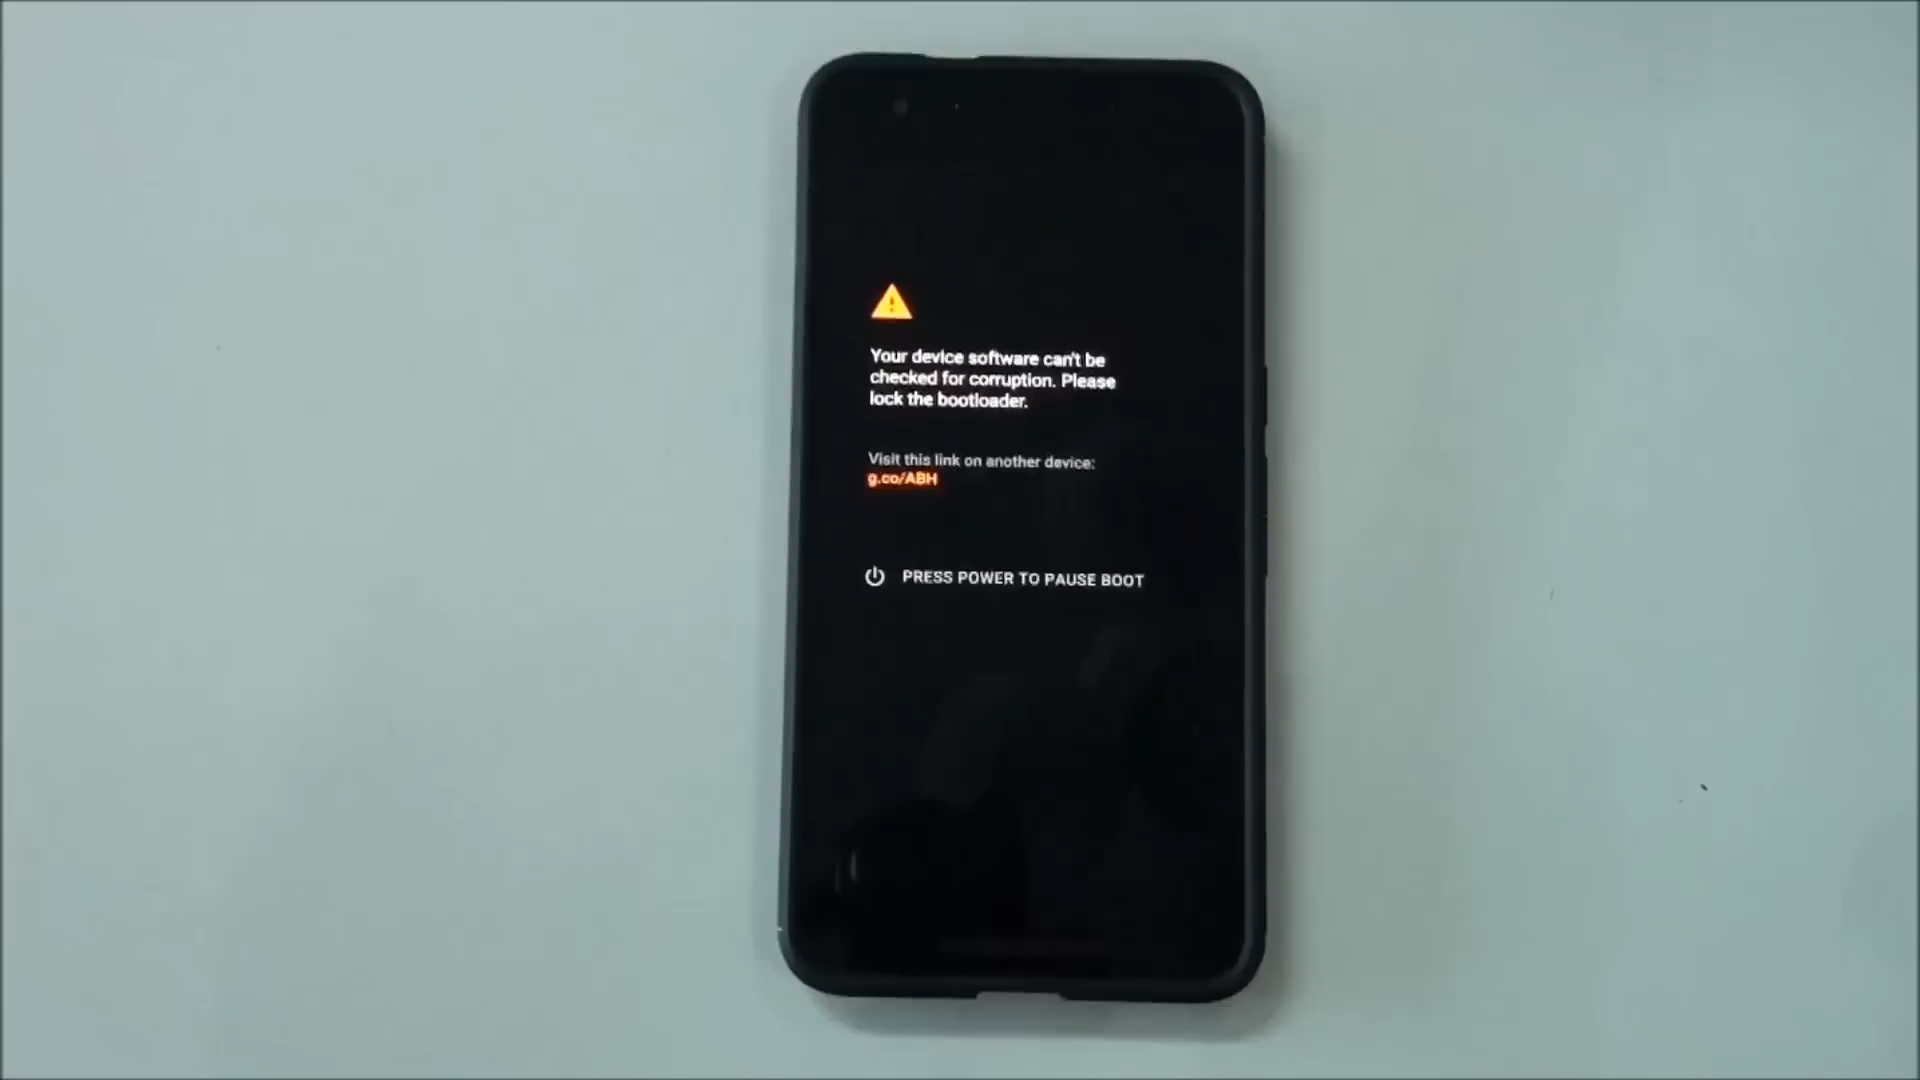 Your device software can't be
checked for corruption. Please
lock the bootloader.
Visit this link on another device:
g.co/ABH
PRESS POWER TO PAUSE BOOT